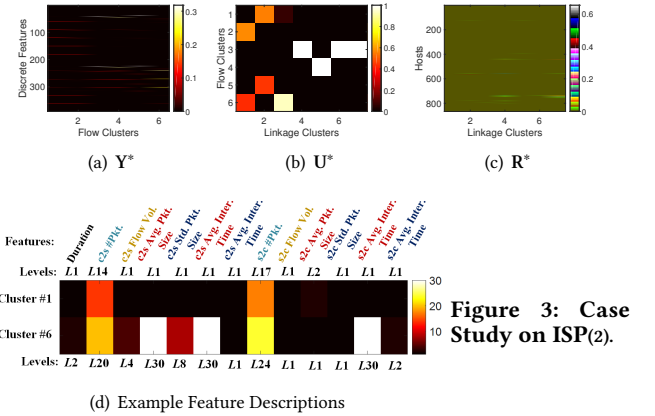 100
200
300
Discrete Features
2 4 6
Flow Clusters
0.3
0.2
0.1
0
(a) Y*
1
2
3
4
5
6
Flow Clusters
2 4 6
Linkage Clusters
1
0.8
0.6
0.4
0.2
0
(b) U*
200
400
600
800
Hosts
2 4 6
Linkage Clusters
0.6
0.4
0.2
0
(c) R*
Features:
Duration
c2s #Pkt.
c2s Flow Vol.
c2s Avg. Pkt. Size
c2s Std. Pkt. Size
c2s Avg. Inter. Time
c2s Avg. Inter. Time
s2c #Pkt.
s2c Flow Vol.
s2c Avg. Pkt. Size
s2c Std. Pkt. Size
s2c Avg. Inter. Time
s2c Avg. Inter. Time
Levels: L1 L14 L1 L1 L1 L1 L1 L17 L1 L2 L1 L1 L1
Cluster #1
Cluster #6
30
20
10
Levels: L2 L20 L4 L30 L8 L30 L1 L24 L1 L1 L1 L30 L2
(d) Example Feature Descriptions
Figure 3: Case
Study on ISP(2).